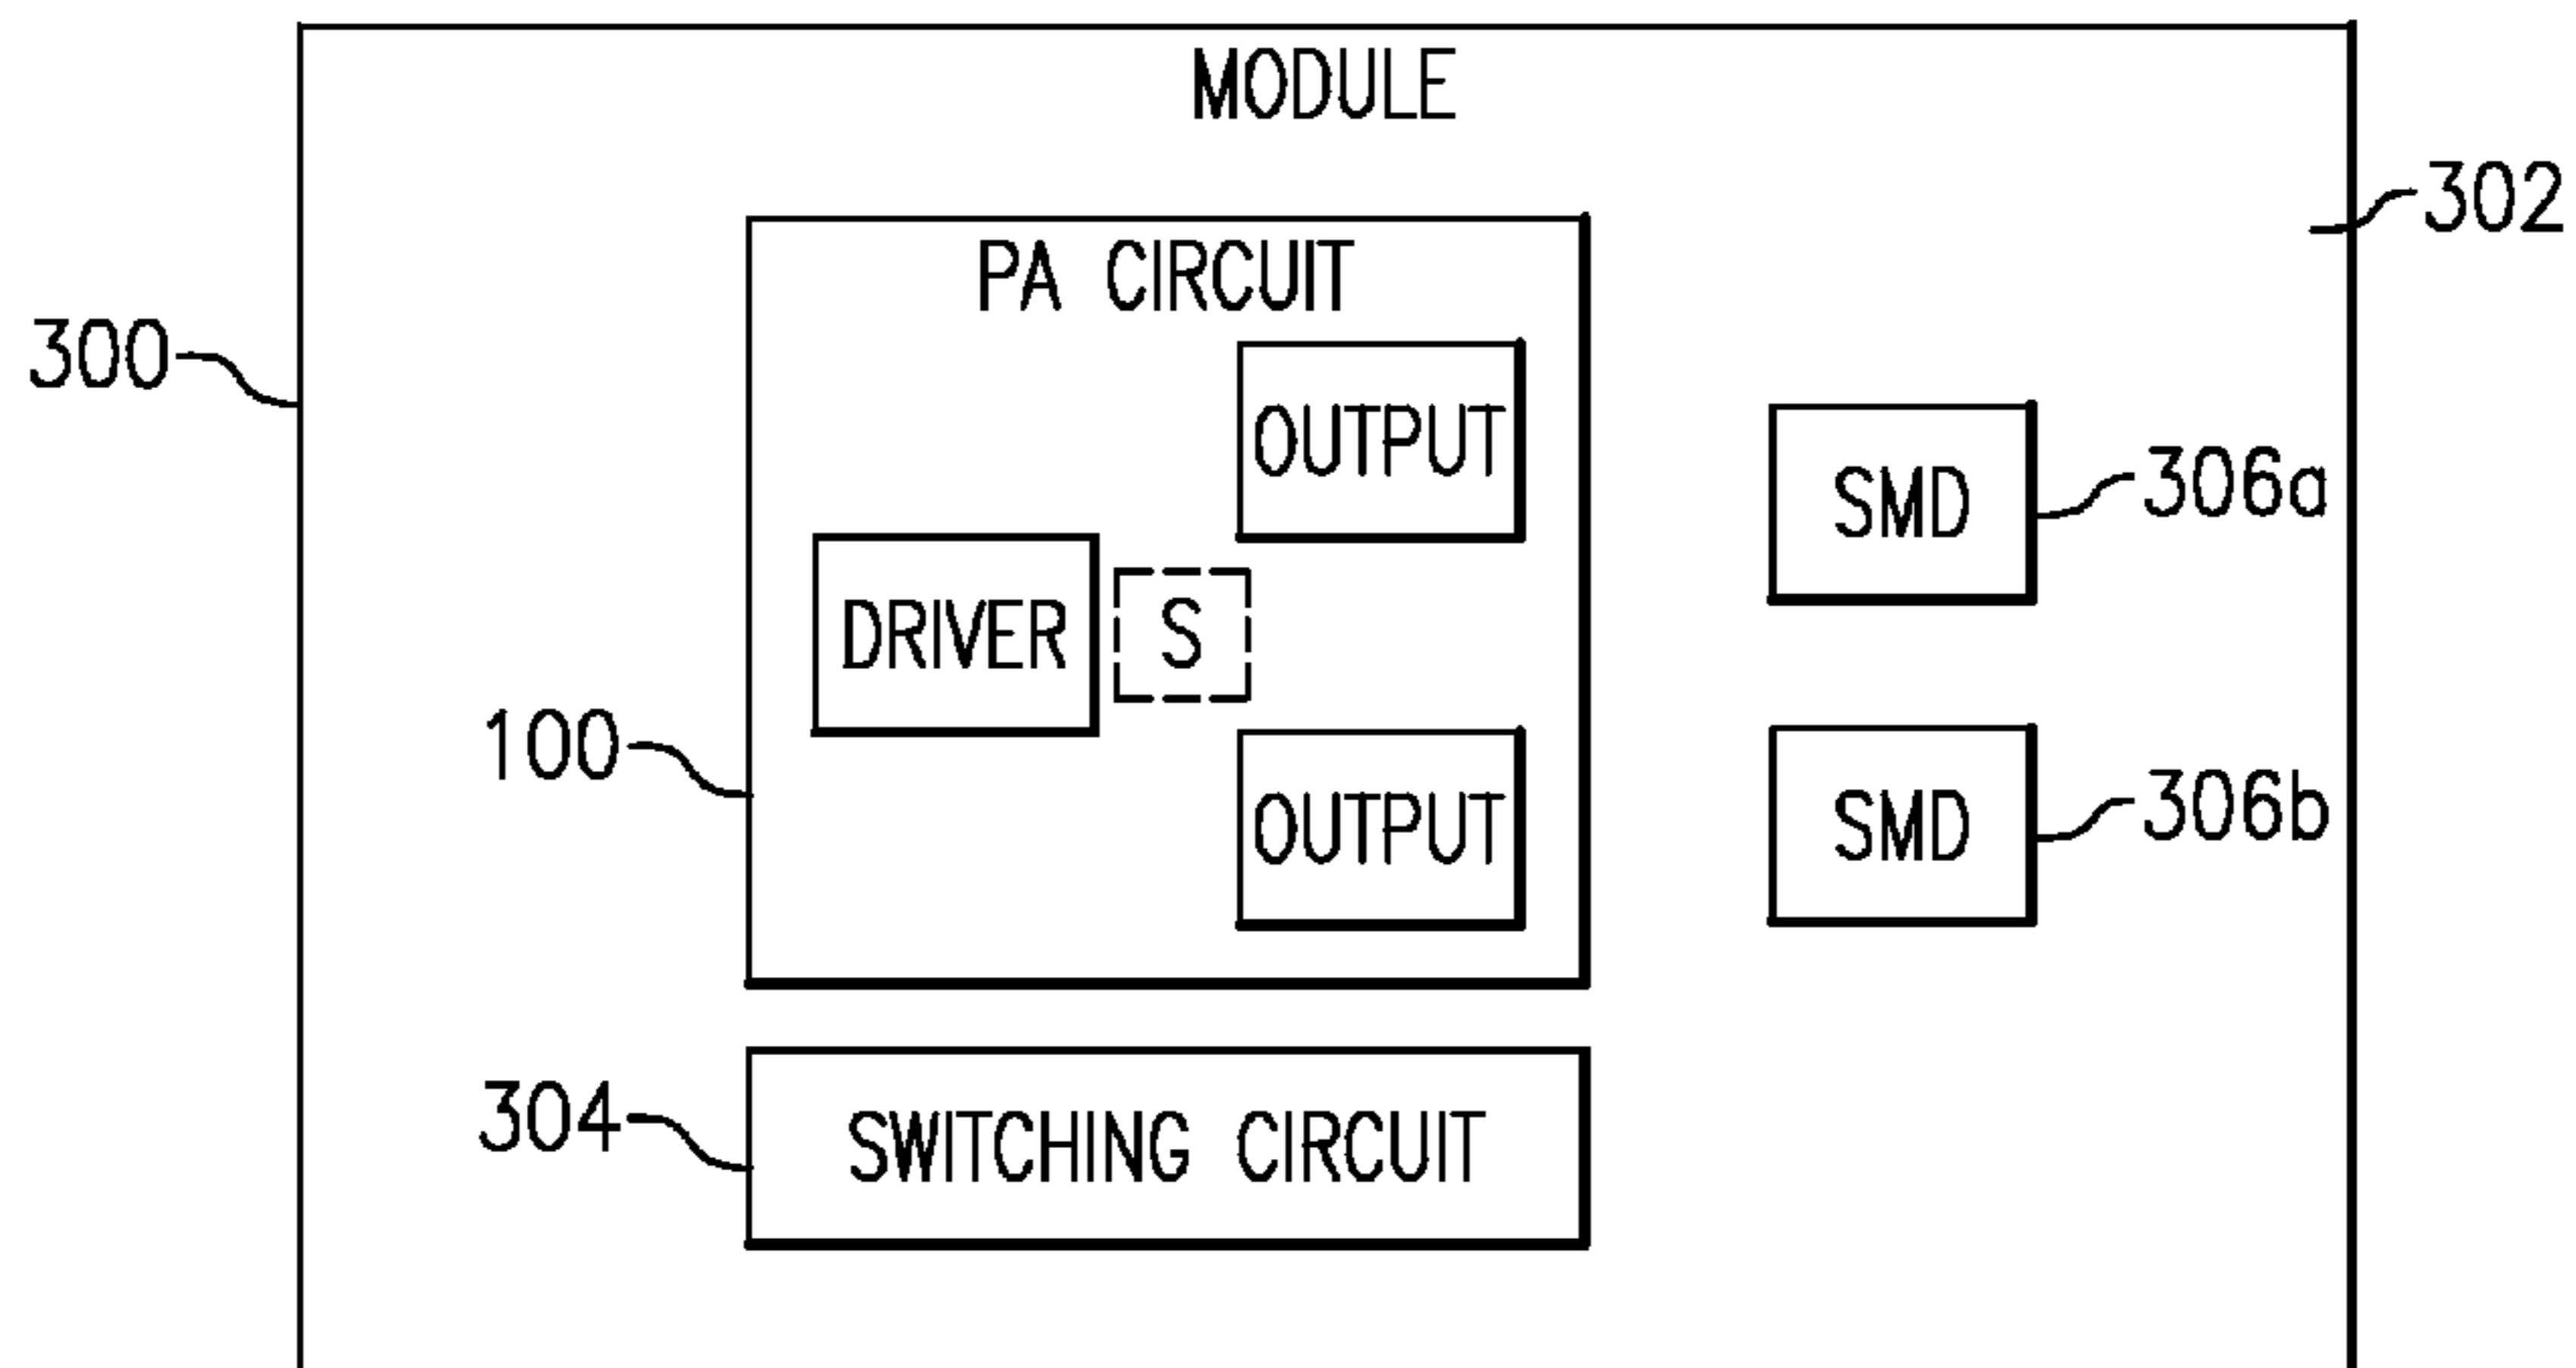 MODULE
302
PA CIRCUIT
300
OUTPUT
306a
SMD
DRIVER
S
100
306b
SMD
OUTPUT
304
SWITCHING CIRCUIT